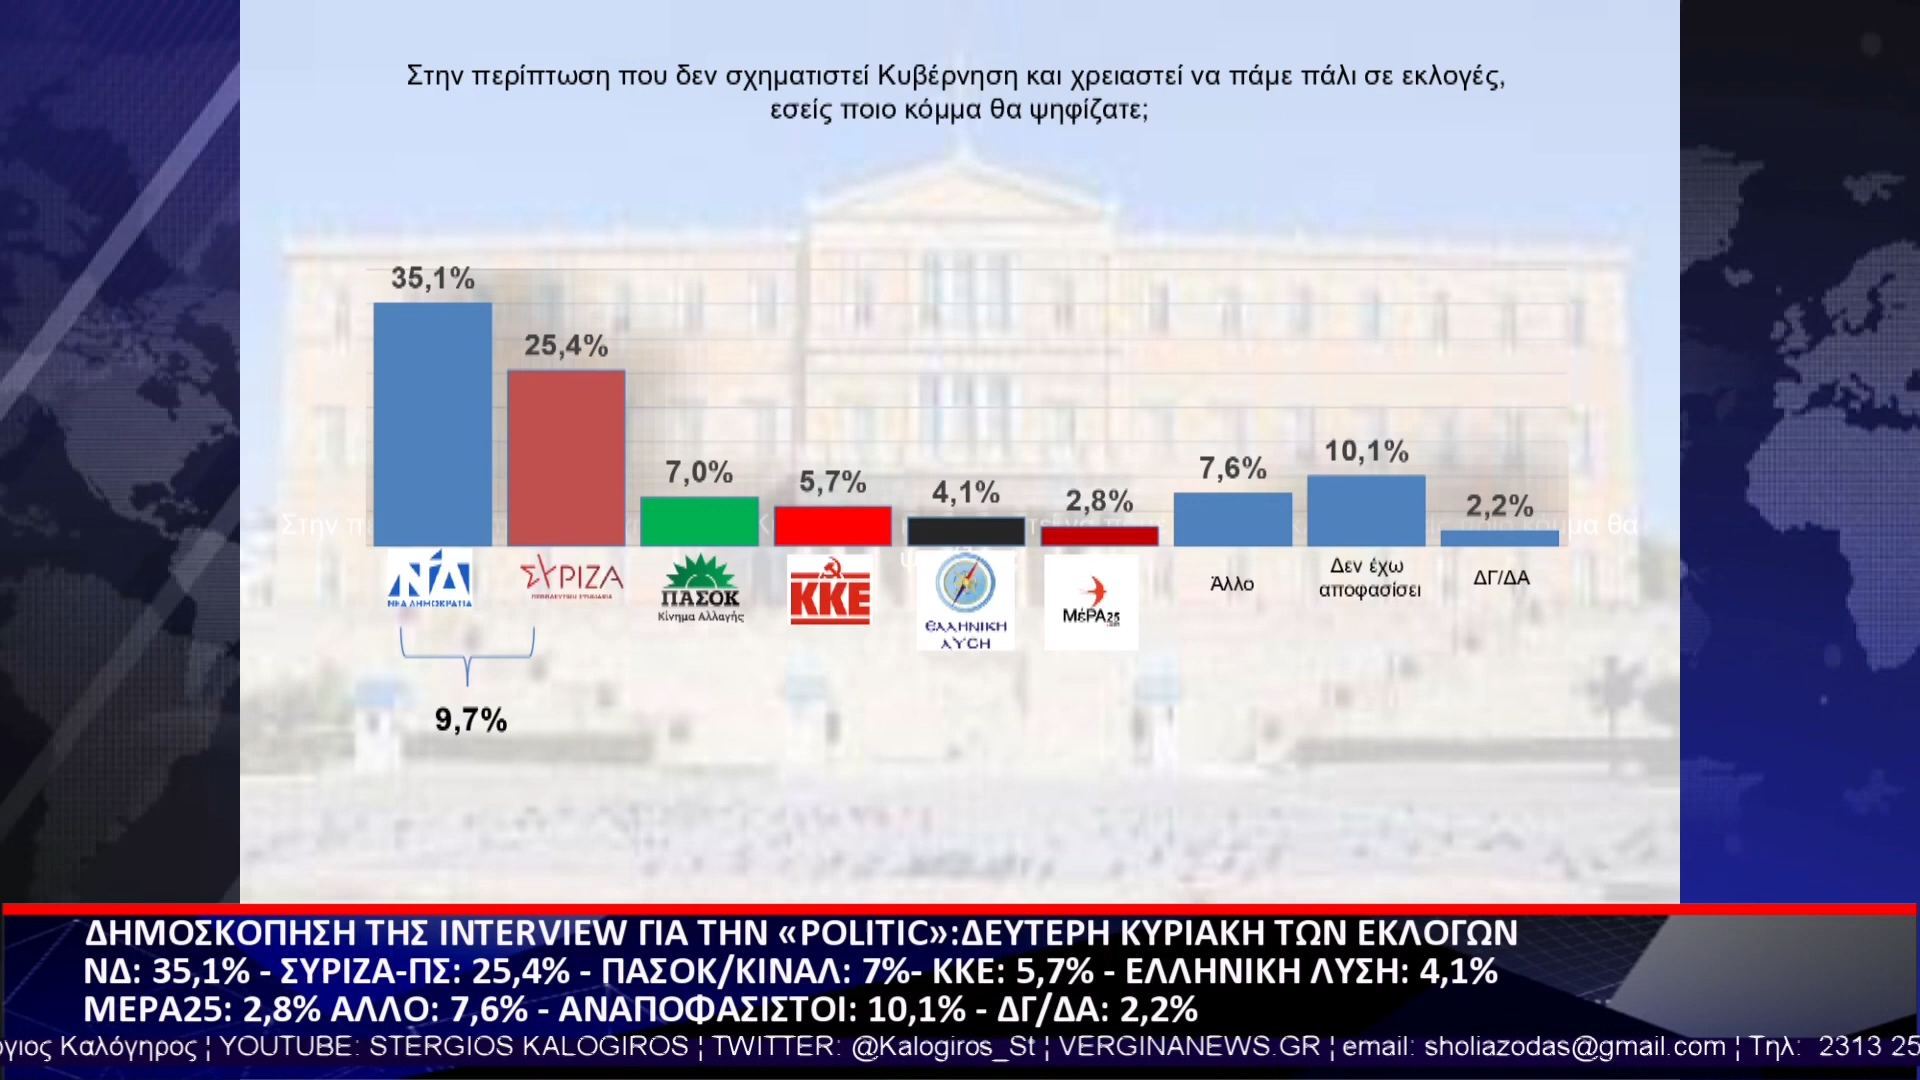 Στην περίπτωση που δεν σχηματιστεί Κυβέρνηση και χρειαστεί να πάμε πάλι σε εκλογές,
εσείς ποιο κόμμα θα ψηφίζατε;
35,1%
25,4%
7,0%
5,7%
4,1%
2,8%
7,6%
10,1%
2,2%
ΝΔ
ΝΕΑ ΔΗΜΟΚΡΑΤΙΑ
ΣΥΡΙΖΑ
ΠΡΟΟΔΕΥΤΙΚΗ ΣΥΜΜΑΧΙΑ
ΠΑΣΟΚ
Κίνημα Αλλαγής
ΚΚΕ
ΕΛΛΗΝΙΚΗ
ΛΥΣΗ
ΜέΡΑ25
Άλλο
Δεν έχω
αποφασίσει
ΔΓ/ΔΑ
9,7%
ΔΗΜΟΣΚΟΠΗΣΗ ΤΗΣ INTERVIEW ΓΙΑ ΤΗΝ «POLITIC»:ΔΕΥΤΕΡΗ ΚΥΡΙΑΚΗ ΤΩΝ ΕΚΛΟΓΩΝ
ΝΔ: 35,1% - ΣΥΡΙΖΑ-ΠΣ: 25,4% - ΠΑΣΟΚ/ΚΙΝΑΛ: 7%- ΚΚΕ: 5,7% - ΕΛΛΗΝΙΚΗ ΛΥΣΗ: 4,1%
ΜΕΡΑ25: 2,8% ΑΛΛΟ: 7,6% - ΑΝΑΠΟΦΑΣΙΣΤΟΙ: 10,1% - ΔΓ/ΔΑ: 2,2%
όγιος Καλόγηρος ¦ YOUTUBE: STERGIOS KALOGIROS ¦ TWITTER: @Kalogiros_St ¦ VERGINANEWS.GR ¦ email: sholiazodas@gmail.com ¦ Τηλ: 2313 25